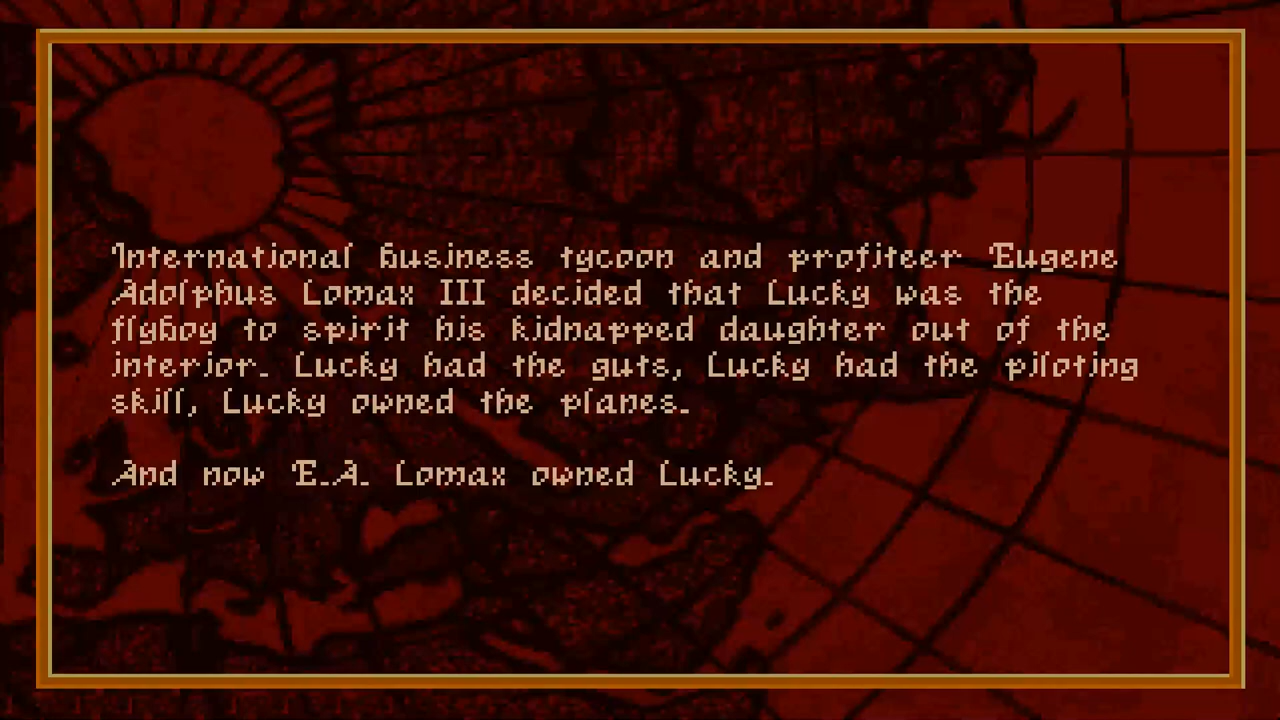 International business tycoon and profiteer Eugene
Adolphus Lomax III decided that Lucky was the
flyboy to spirit his kidnapped daughter out of the
interior. Lucky had the guts, Lucky had the piloting
skill, Lucky owned the planes.
And now E.A. Lomax owned Lucky.